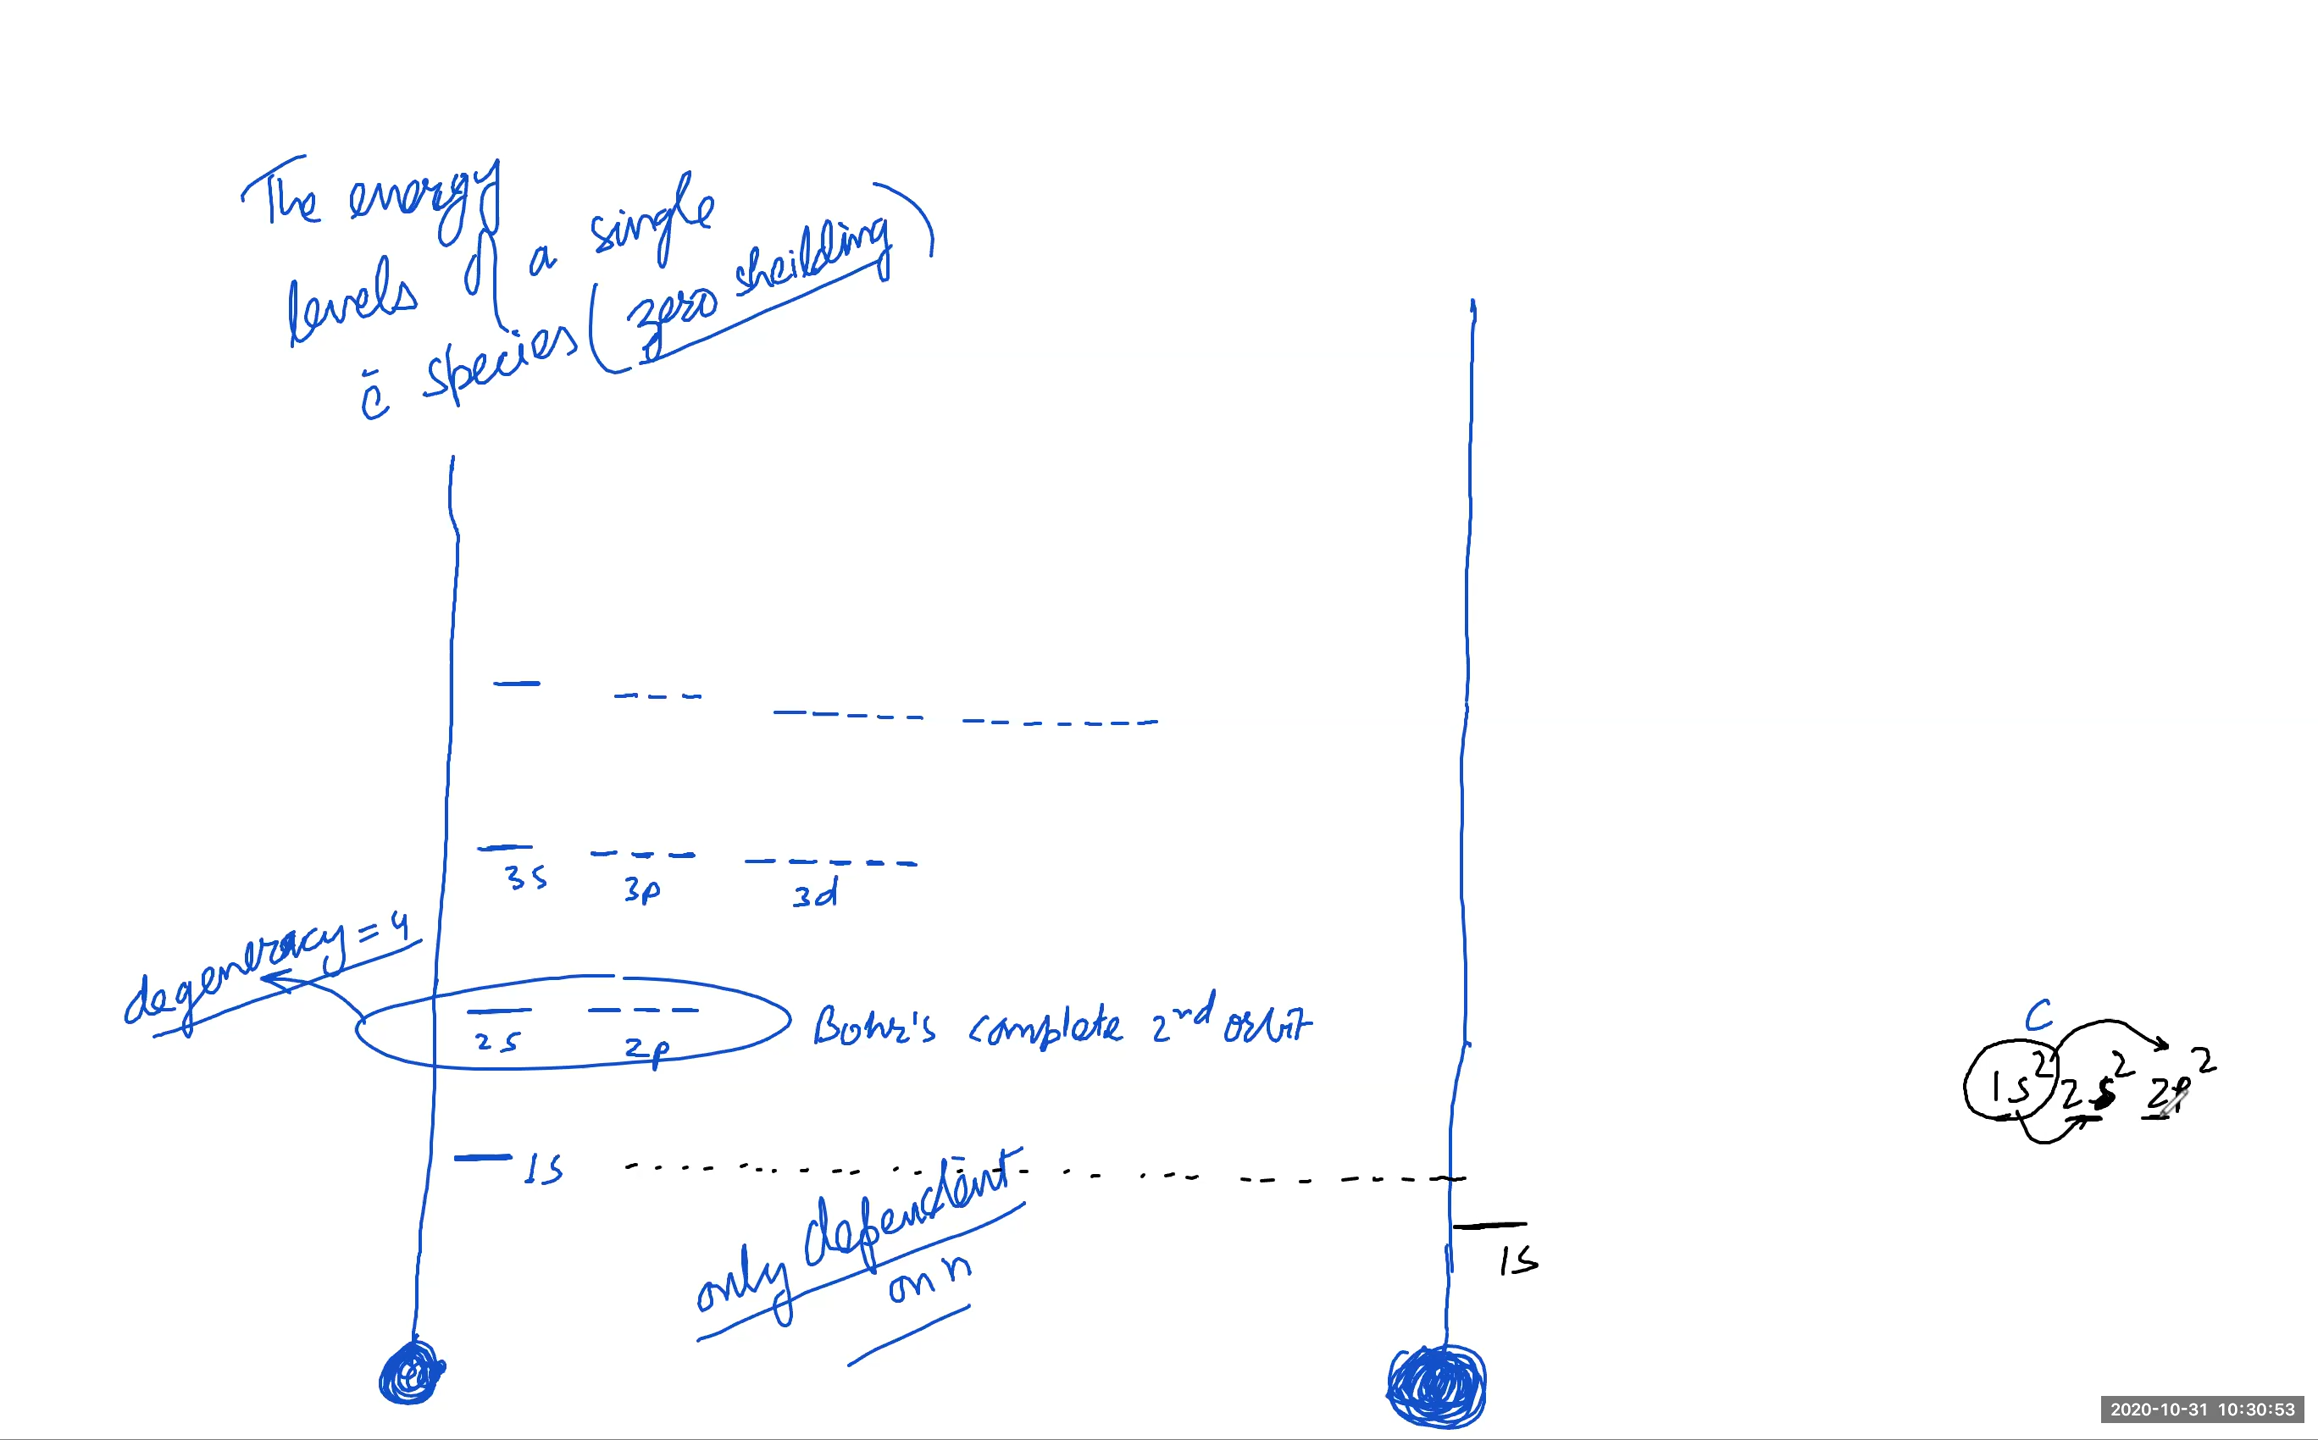 The energy
levels of a single
ē species (zero sheilding)
3s 3p 3d
degeneracy = 4
2s 2p
Bohr's complete 2nd orbit
1s
only dependent
on n
C
1s² 2s² 2p²
1s
2020-10-31 10:30:53